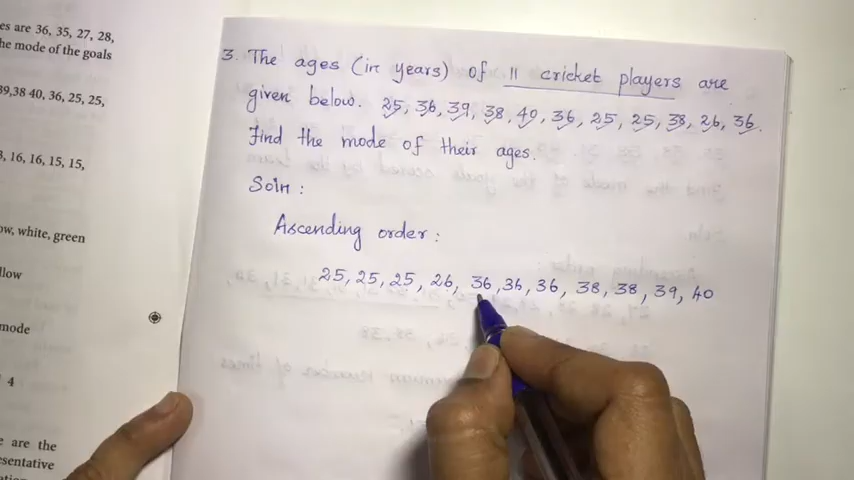 es are 36, 35, 27, 28,
he mode of the goals
39,38 40, 36, 25, 25,
3, 16, 16, 15, 15,
ow, white, green
llow
mode
4
e are the
esentative
3. The ages (in years) of 11 cricket players are
given below. 25, 36, 39, 38, 40, 36, 25, 25, 38, 26, 36.
Find the mode of their ages.
Soln :
Ascending order :
25, 25, 25, 26, 36, 36, 36, 38, 38, 39, 40